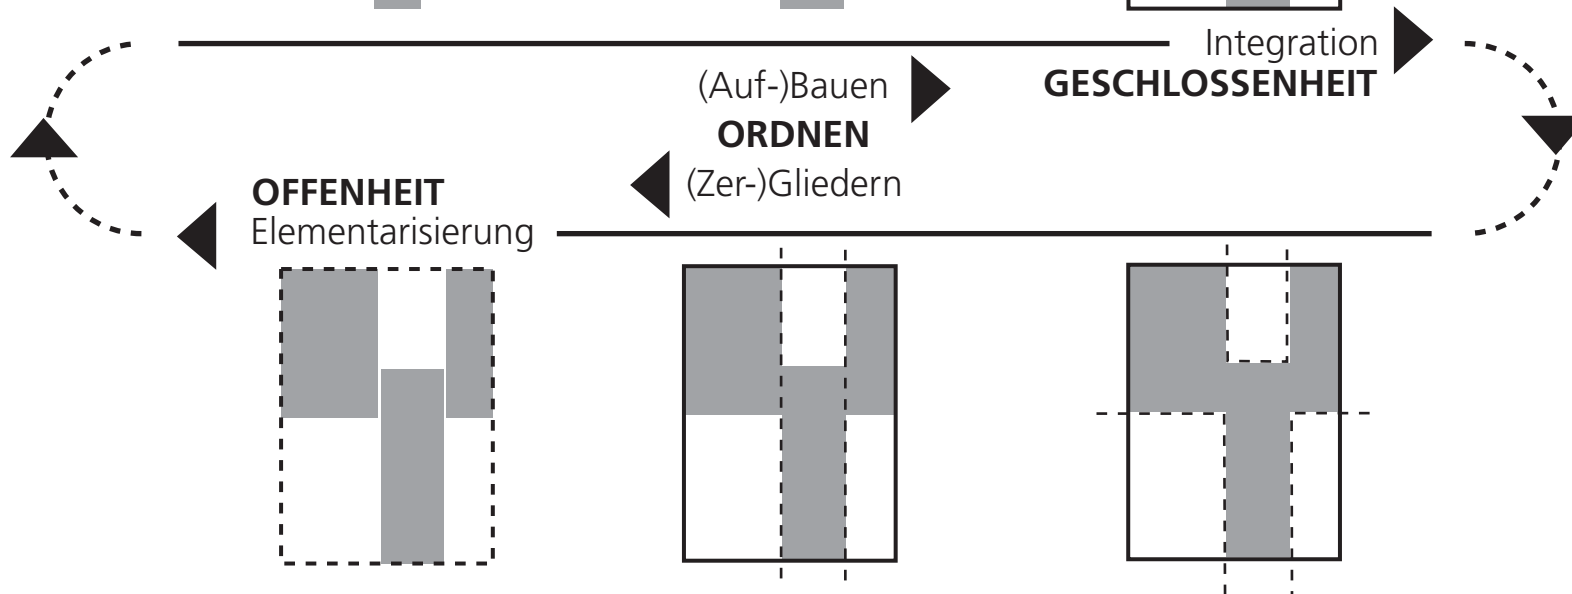 Integration
GESCHLOSSENHEIT
(Auf-)Bauen
ORDNEN
(Zer-)Gliedern
OFFENHEIT
Elementarisierung